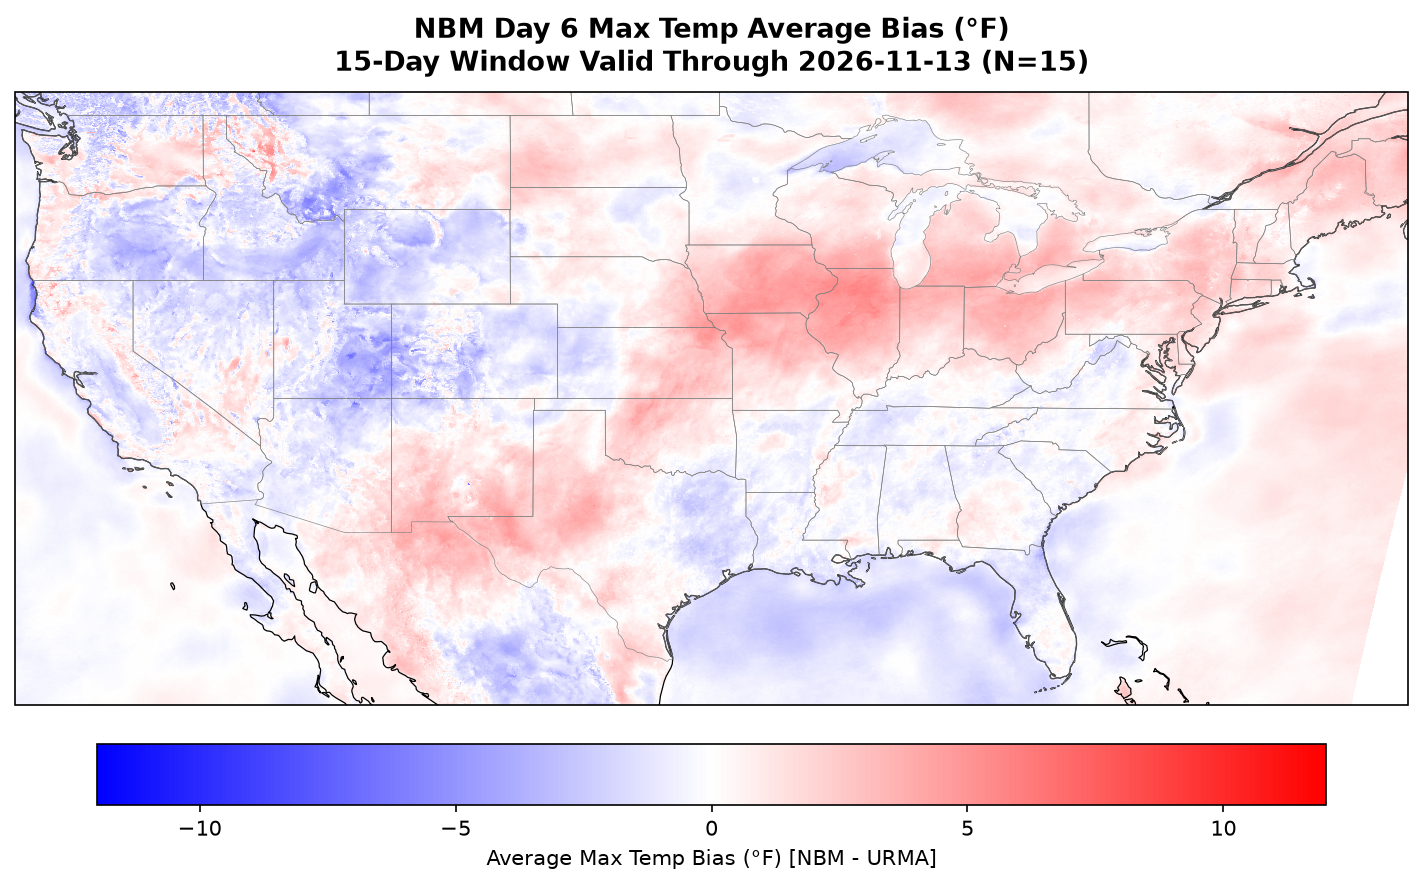 NBM Day 6 Max Temp Average Bias (°F)
15-Day Window Valid Through 2026-11-13 (N=15)
−10 −5 0 5 10
Average Max Temp Bias (°F) [NBM - URMA]